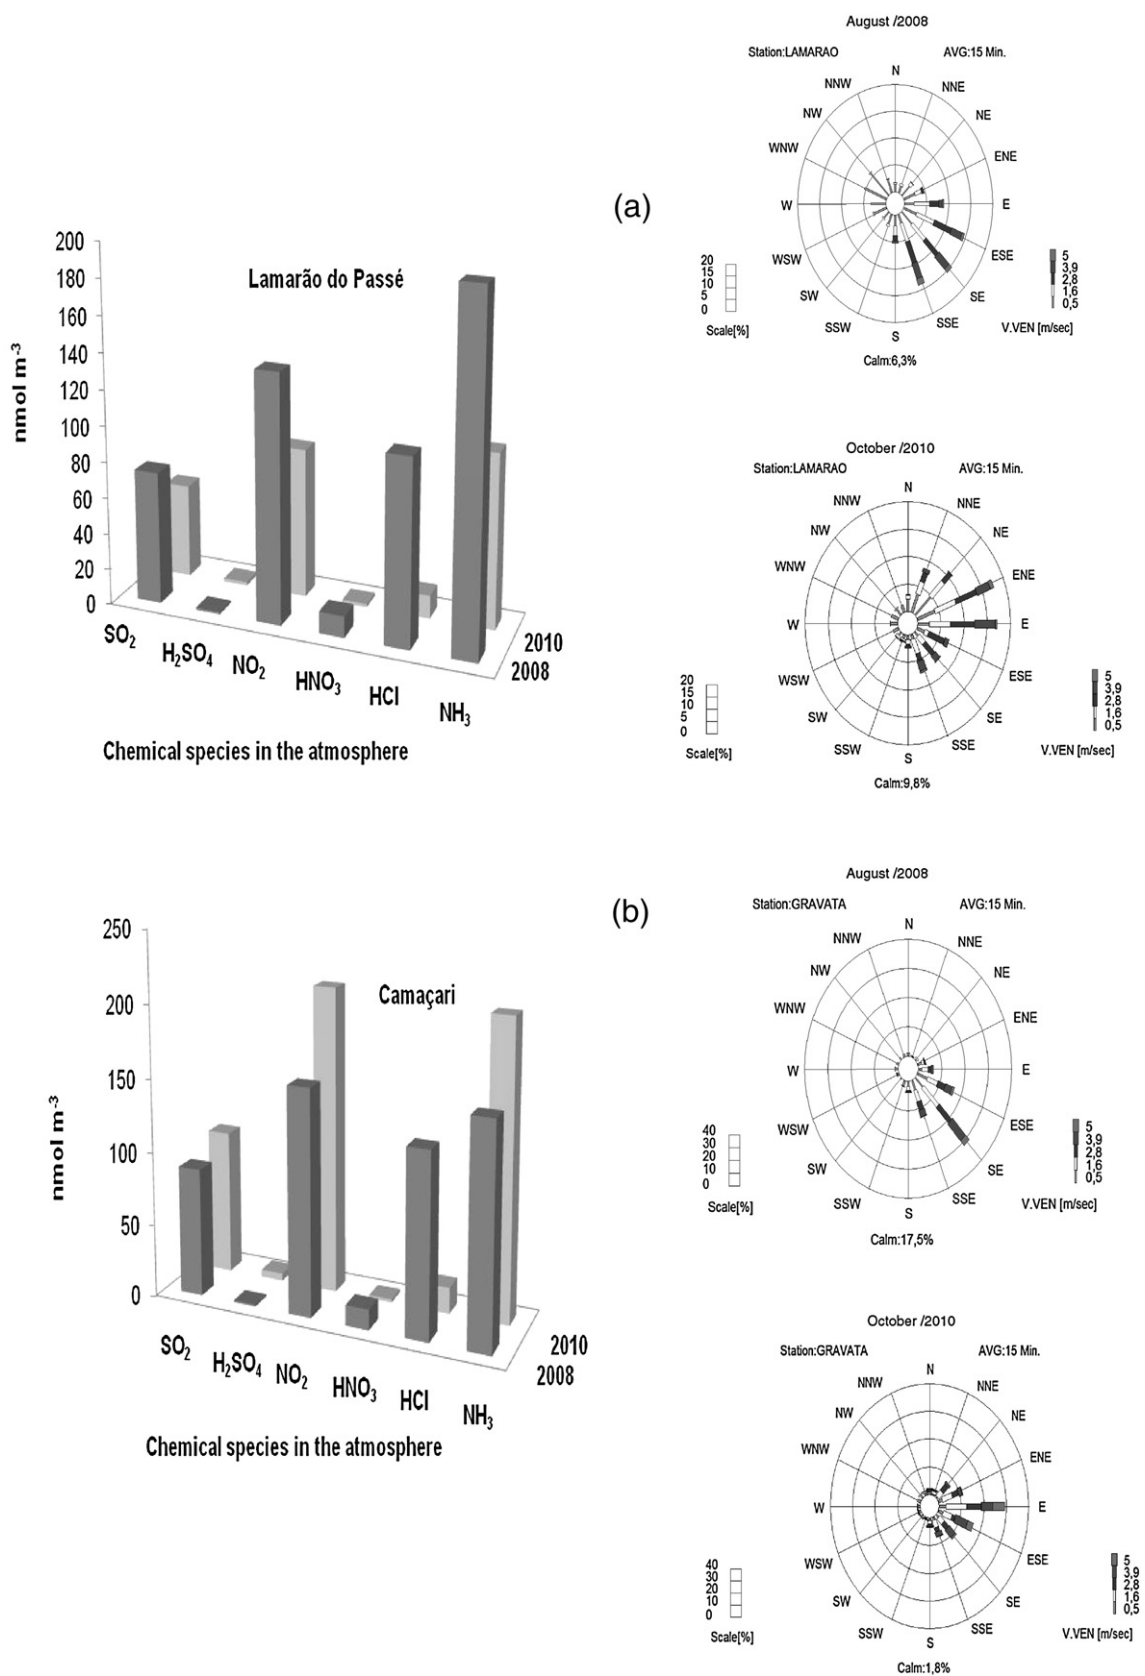 (a)
Lamarão do Passé
nmol m-3
200
180
160
140
120
100
80
60
40
20
0
SO2
H2SO4
NO2
HNO3
HCl
NH3
2010
2008
Chemical species in the atmosphere
August /2008
Station:LAMARAO AVG:15 Min.
N
NNW NNE
NW NE
WNW ENE
W E
WSW ESE
SW SE
SSW SSE
S
20
15
10
5
0
Scale[%]
5
3,9
2,8
1,6
0,5
V.VEN [m/sec]
Calm:6,3%
October /2010
Station:LAMARAO AVG:15 Min.
N
NNW NNE
NW NE
WNW ENE
W E
WSW ESE
SW SE
SSW SSE
S
20
15
10
5
0
Scale[%]
5
3,9
2,8
1,6
0,5
V.VEN [m/sec]
Calm:9,8%
(b)
Camaçari
nmol m-3
250
200
150
100
50
0
SO2
H2SO4
NO2
HNO3
HCl
NH3
2010
2008
Chemical species in the atmosphere
August /2008
Station:GRAVATA AVG:15 Min.
N
NNW NNE
NW NE
WNW ENE
W E
WSW ESE
SW SE
SSW SSE
S
40
30
20
10
0
Scale[%]
5
3,9
2,8
1,6
0,5
V.VEN [m/sec]
Calm:17,5%
October /2010
Station:GRAVATA AVG:15 Min.
N
NNW NNE
NW NE
WNW ENE
W E
WSW ESE
SW SE
SSW SSE
S
40
30
20
10
0
Scale[%]
5
3,9
2,8
1,6
0,5
V.VEN [m/sec]
Calm:1,8%